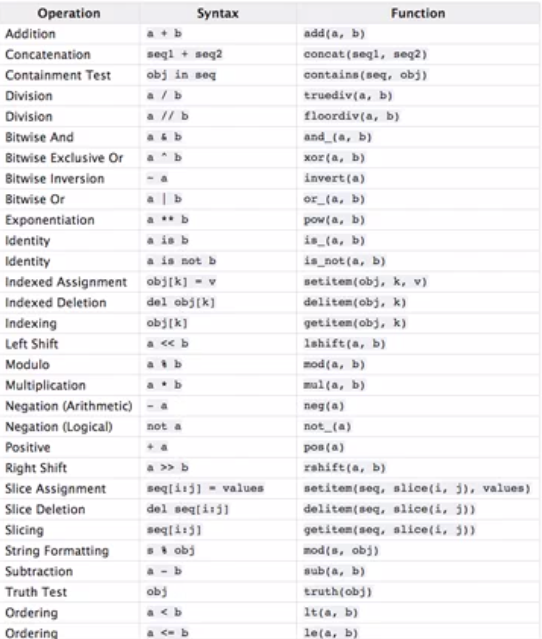 Operation Syntax Function
Addition a + b add(a, b)
Concatenation seq1 + seq2 concat(seq1, seq2)
Containment Test obj in seq contains(seq, obj)
Division a / b truediv(a, b)
Division a // b floordiv(a, b)
Bitwise And a & b and_(a, b)
Bitwise Exclusive Or a ^ b xor(a, b)
Bitwise Inversion ~ a invert(a)
Bitwise Or a | b or_(a, b)
Exponentiation a ** b pow(a, b)
Identity a is b is_(a, b)
Identity a is not b is_not(a, b)
Indexed Assignment obj[k] = v setitem(obj, k, v)
Indexed Deletion del obj[k] delitem(obj, k)
Indexing obj[k] getitem(obj, k)
Left Shift a << b lshift(a, b)
Modulo a % b mod(a, b)
Multiplication a * b mul(a, b)
Negation (Arithmetic) - a neg(a)
Negation (Logical) not a not_(a)
Positive + a pos(a)
Right Shift a >> b rshift(a, b)
Slice Assignment seq[i:j] = values setitem(seq, slice(i, j), values)
Slice Deletion del seq[i:j] delitem(seq, slice(i, j))
Slicing seq[i:j] getitem(seq, slice(i, j))
String Formatting s % obj mod(s, obj)
Subtraction a - b sub(a, b)
Truth Test obj truth(obj)
Ordering a < b lt(a, b)
Ordering a <= b le(a, b)